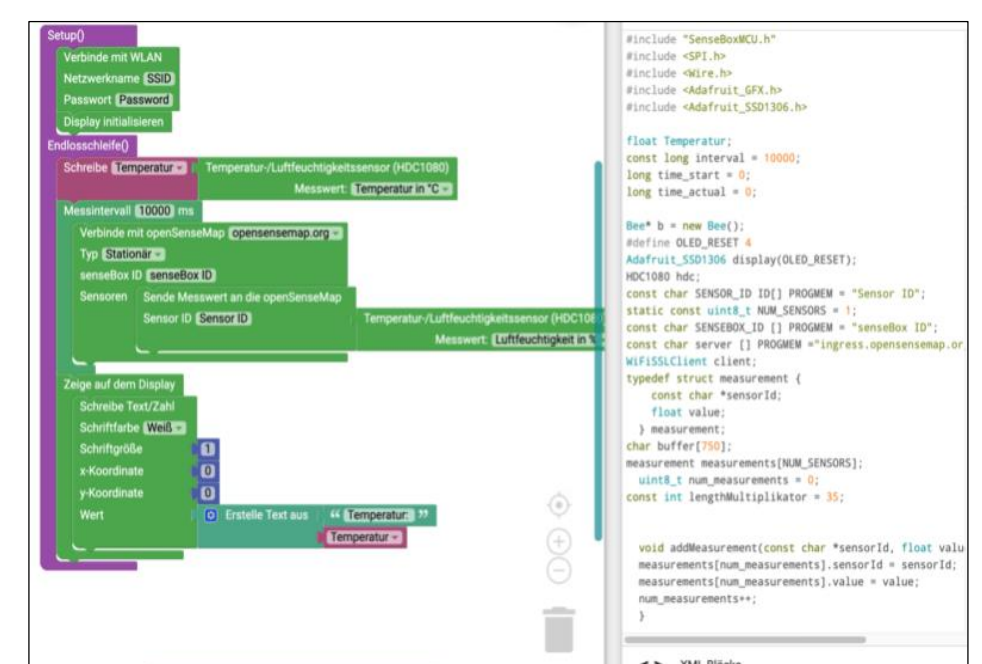 Setup()
Verbinde mit WLAN
Netzwerkname SSID
Passwort Password
Display initialisieren
Endlosschleife()
Schreibe Temperatur Temperatur-/Luftfeuchtigkeitssensor (HDC1080)
Messwert: Temperatur in °C
Messintervall 10000 ms
Verbinde mit openSenseMap opensensemap.org
Typ Stationär
senseBox ID senseBox ID
Sensoren Sende Messwert an die openSenseMap
Sensor ID Sensor ID Temperatur-/Luftfeuchtigkeitssensor (HDC108
Messwert: Luftfeuchtigkeit in %
Zeige auf dem Display
Schreibe Text/Zahl
Schriftfarbe Weiß
Schriftgröße 1
x-Koordinate 0
y-Koordinate 0
Wert Erstelle Text aus “ Temperatur: ”
Temperatur
#include "SenseBoxMCU.h"
#include <SPI.h>
#include <Wire.h>
#include <Adafruit_GFX.h>
#include <Adafruit_SSD1306.h>
float Temperatur;
const long interval = 10000;
long time_start = 0;
long time_actual = 0;
Bee* b = new Bee();
#define OLED_RESET 4
Adafruit_SSD1306 display(OLED_RESET);
HDC1080 hdc;
const char SENSOR_ID ID[] PROGMEM = "Sensor ID";
static const uint8_t NUM_SENSORS = 1;
const char SENSEBOX_ID [] PROGMEM = "senseBox ID";
const char server [] PROGMEM ="ingress.opensensemap.or
WiFiSSLClient client;
typedef struct measurement {
const char *sensorId;
float value;
} measurement;
char buffer[750];
measurement measurements[NUM_SENSORS];
uint8_t num_measurements = 0;
const int lengthMultiplikator = 35;
void addMeasurement(const char *sensorId, float valu
measurements[num_measurements].sensorId = sensorId;
measurements[num_measurements].value = value;
num_measurements++;
}
XML Blöcke